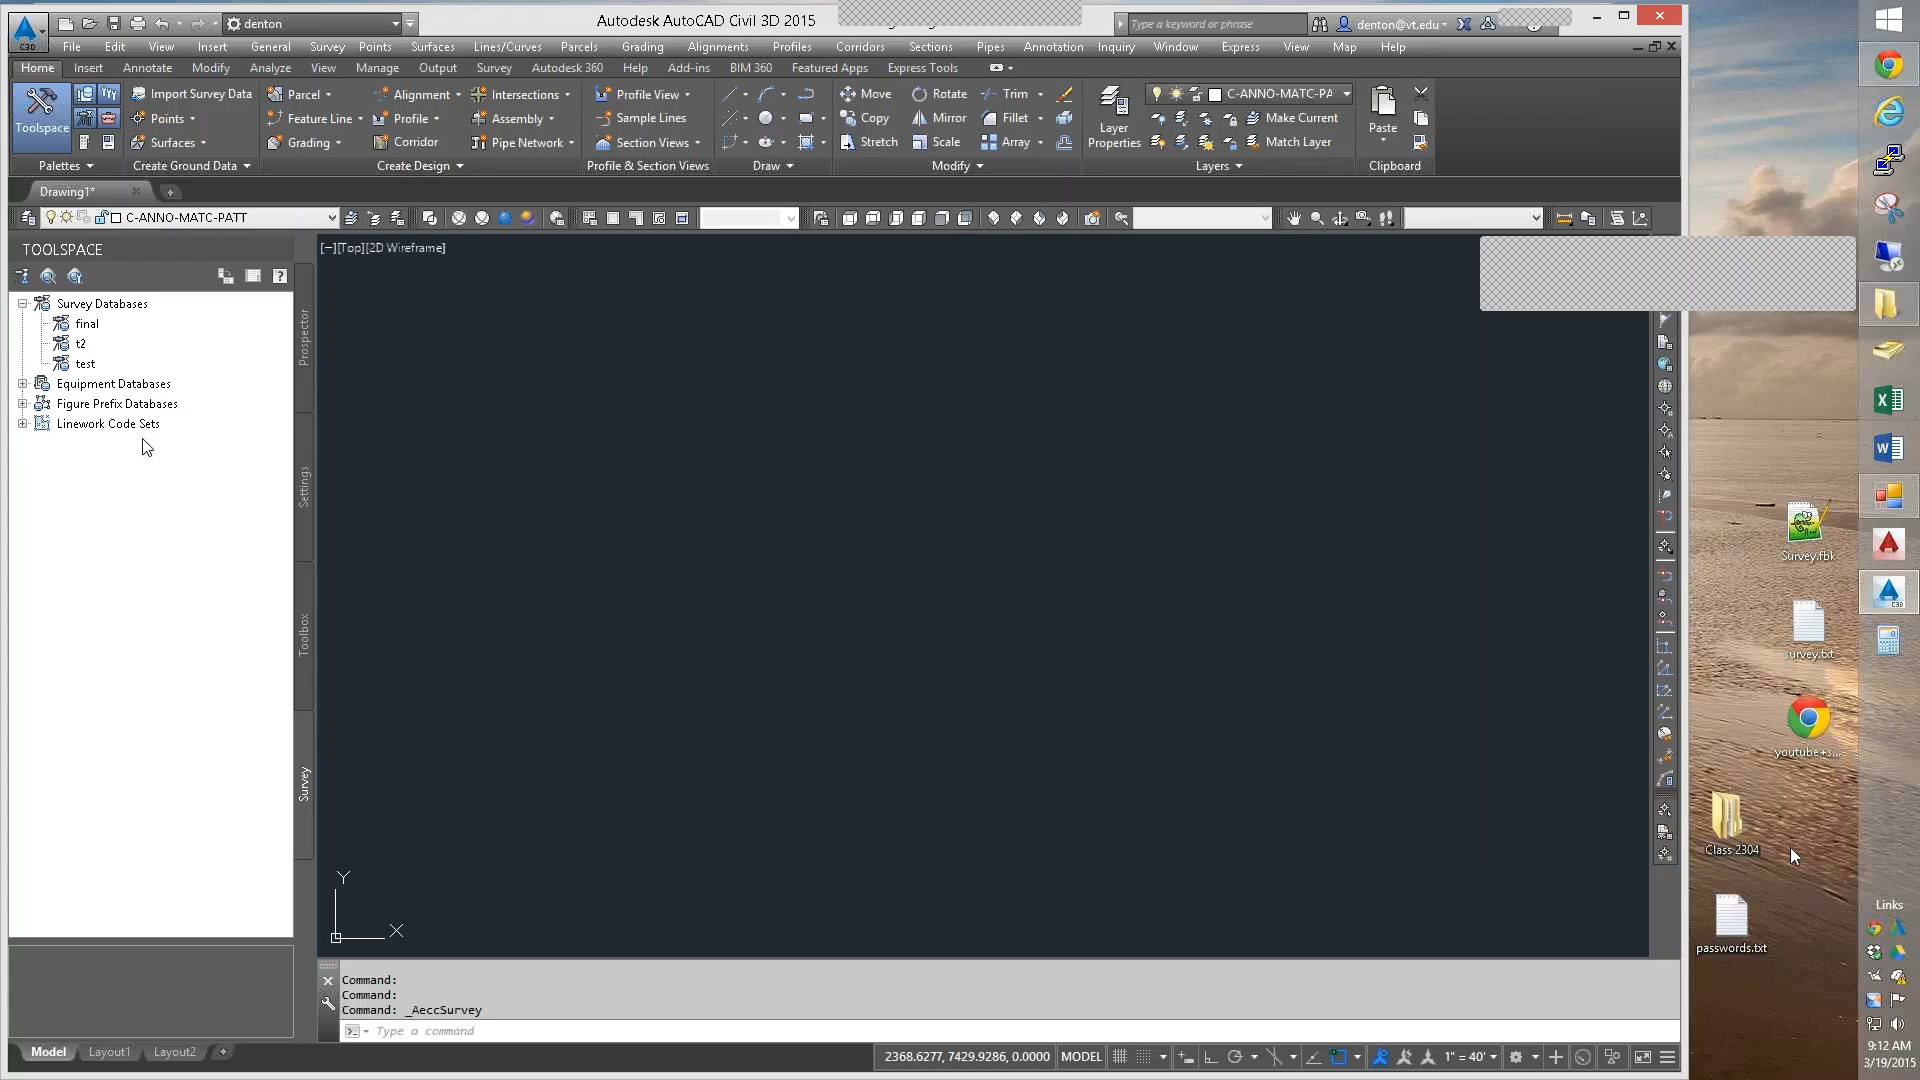 denton
Autodesk AutoCAD Civil 3D 2015
Type a keyword or phrase
denton@vt.edu
C3D
File Edit View Insert General Survey Points Surfaces Lines/Curves Parcels Grading Alignments Profiles Corridors Sections Pipes Annotation Inquiry Window Express View Map Help
Home Insert Annotate Modify Analyze View Manage Output Survey Autodesk 360 Help Add-ins BIM 360 Featured Apps Express Tools
Import Survey Data Parcel Alignment Intersections Profile View Move Rotate Trim C-ANNO-MATC-PA
Toolspace Points Feature Line Profile Assembly Sample Lines Copy Mirror Fillet Layer Properties Make Current Paste
Surfaces Grading Corridor Pipe Network Section Views Stretch Scale Array Match Layer
Palettes Create Ground Data Create Design Profile & Section Views Draw Modify Layers Clipboard
Drawing1*
C-ANNO-MATC-PATT
TOOLSPACE
[−][Top][2D Wireframe]
Survey Databases
final
t2
test
Equipment Databases
Figure Prefix Databases
Linework Code Sets
Prospector
Settings
Toolbox
Survey
Y
X
Command:
Command:
Command: _AeccSurvey
Type a command
Model Layout1 Layout2
2368.6277, 7429.9286, 0.0000 MODEL 1" = 40'
Survey.fbk
survey.txt
youtube+s...
Class 2304
passwords.txt
Links
9:12 AM
3/19/2015